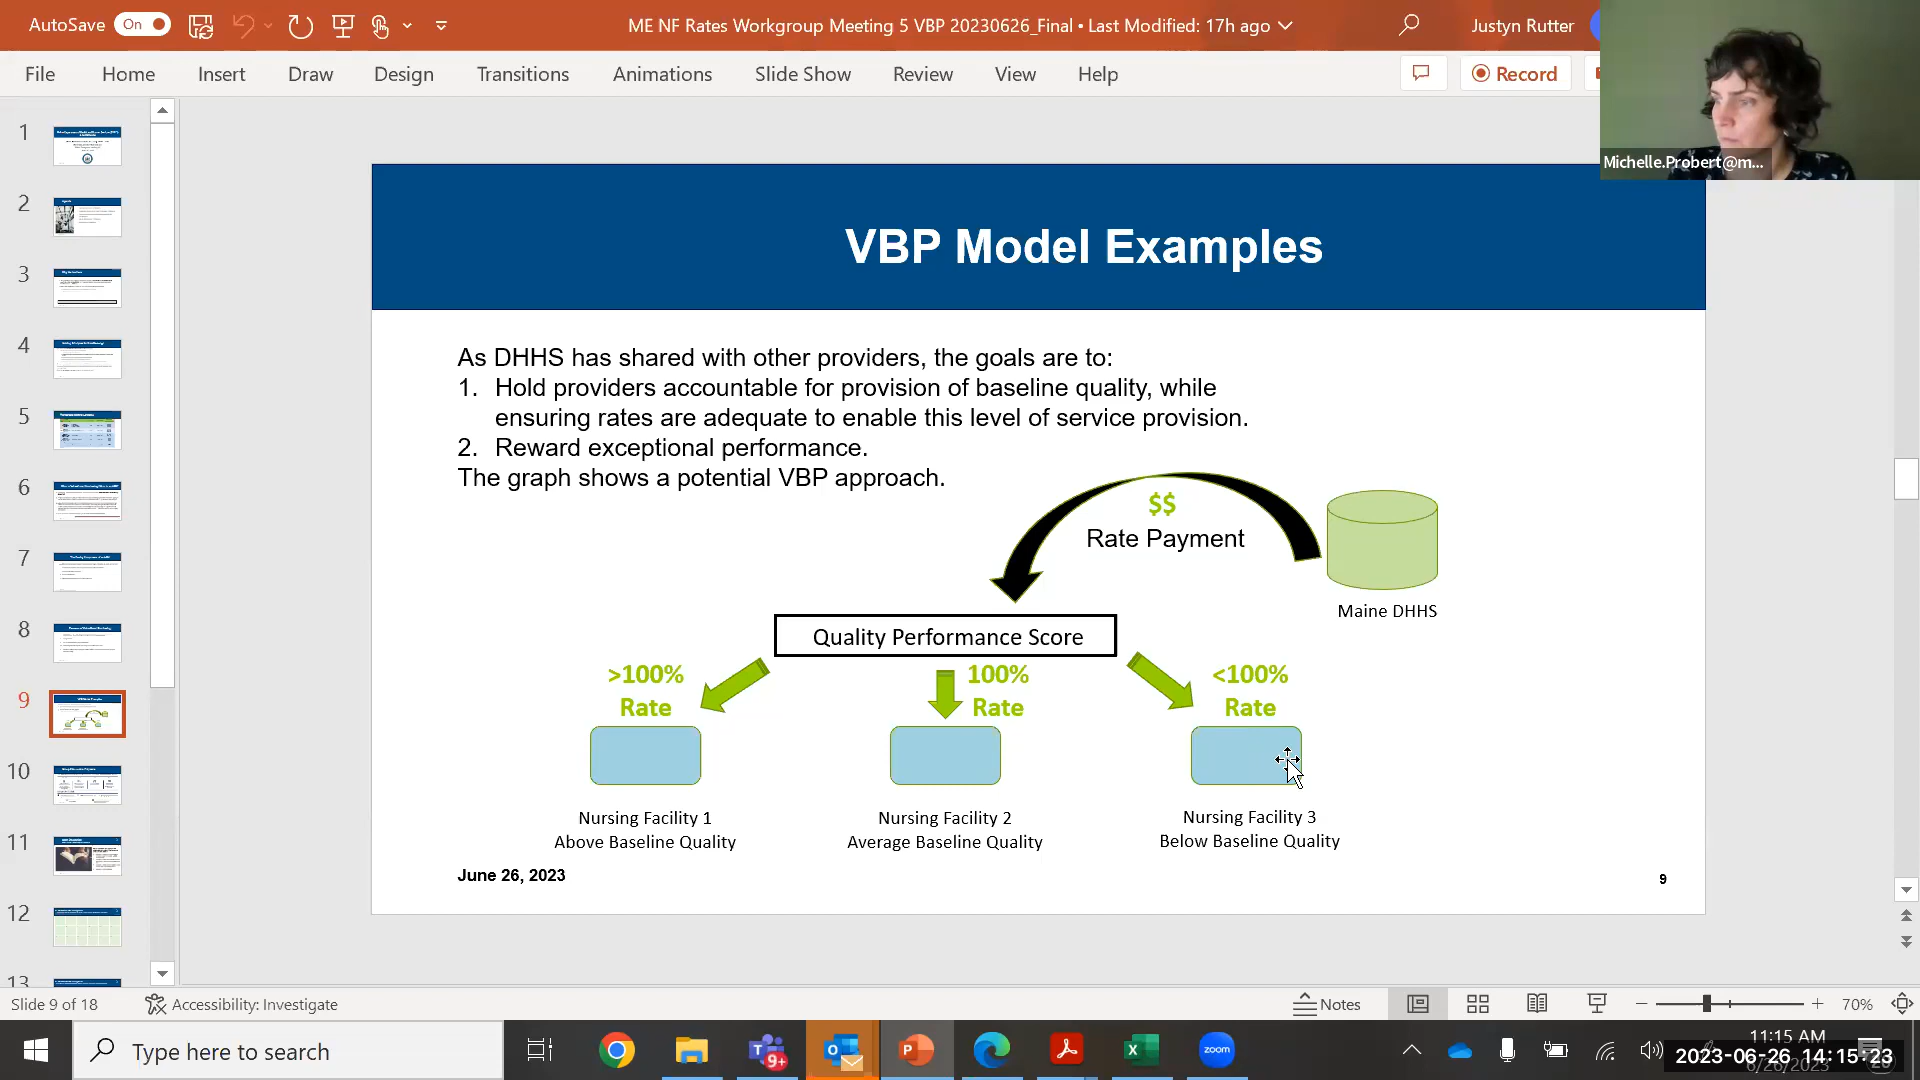 AutoSave On
ME NF Rates Workgroup Meeting 5 VBP 20230626_Final • Last Modified: 17h ago
Justyn Rutter
File Home Insert Draw Design Transitions Animations Slide Show Review View Help
Record
Michelle.Probert@m...
1
2
3
4
5
6
7
8
9
10
11
12
13
VBP Model Examples
As DHHS has shared with other providers, the goals are to:
1. Hold providers accountable for provision of baseline quality, while
ensuring rates are adequate to enable this level of service provision.
2. Reward exceptional performance.
The graph shows a potential VBP approach.
$$
Rate Payment
Maine DHHS
Quality Performance Score
>100%
Rate
100%
Rate
<100%
Rate
Nursing Facility 1
Above Baseline Quality
Nursing Facility 2
Average Baseline Quality
Nursing Facility 3
Below Baseline Quality
June 26, 2023
9
Slide 9 of 18
Accessibility: Investigate
Notes
70%
Type here to search
9+
zoom
11:15 AM
2023-06-26 14:15:23
6/26/2023
20